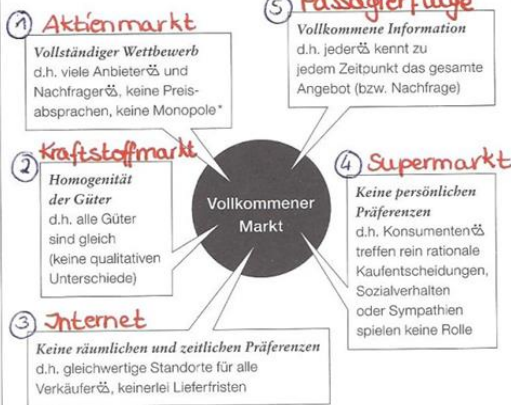 ① Aktienmarkt
Vollständiger Wettbewerb
d.h. viele Anbieter und
Nachfrager, keine Preis-
absprachen, keine Monopole*
⑤ Passagierflüge
Vollkommene Information
d.h. jeder kennt zu
jedem Zeitpunkt das gesamte
Angebot (bzw. Nachfrage)
② Kraftstoffmarkt
Homogenität
der Güter
d.h. alle Güter
sind gleich
(keine qualitativen
Unterschiede)
Vollkommener
Markt
④ Supermarkt
Keine persönlichen
Präferenzen
d.h. Konsumenten
treffen rein rationale
Kaufentscheidungen,
Sozialverhalten
oder Sympathien
spielen keine Rolle
③ Internet
Keine räumlichen und zeitlichen Präferenzen
d.h. gleichwertige Standorte für alle
Verkäufer, keinerlei Lieferfristen